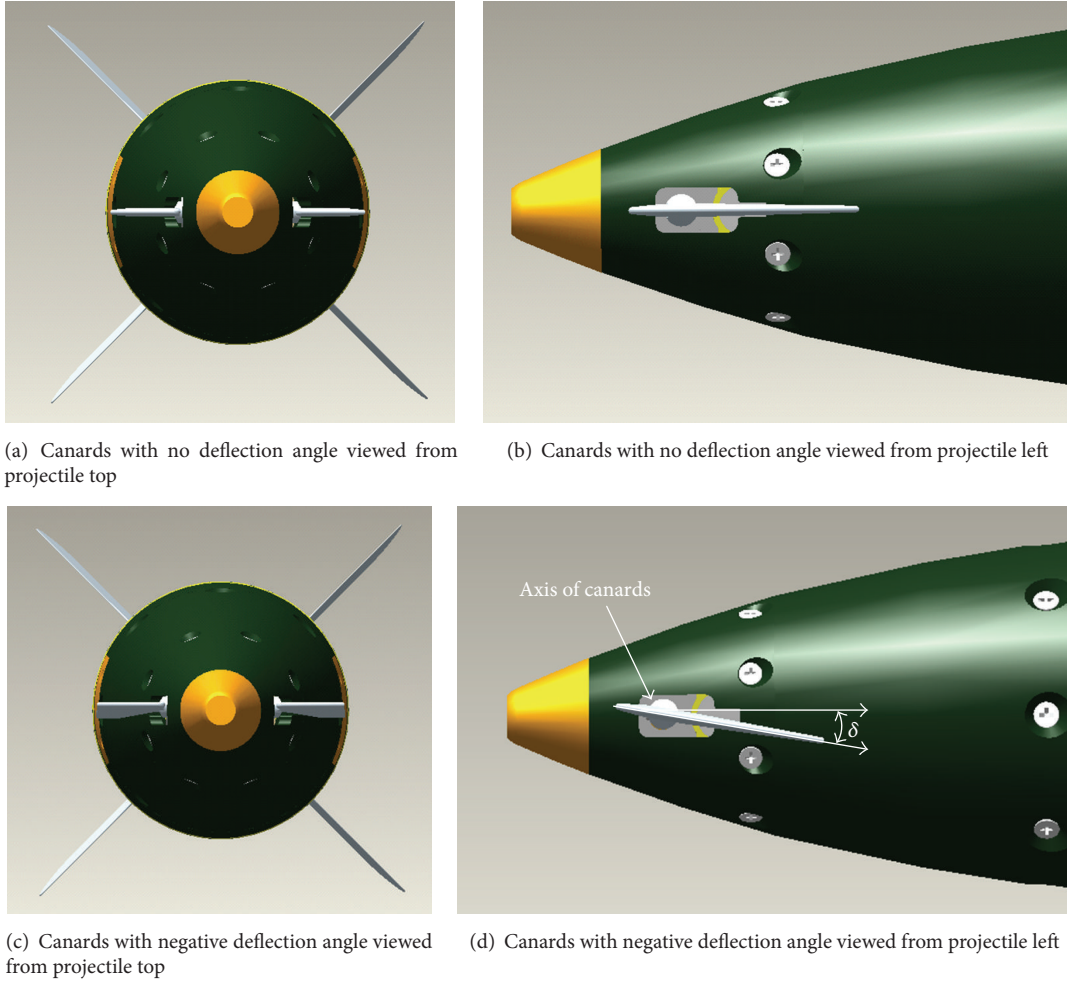 (a) Canards with no deflection angle viewed from
projectile top
(b) Canards with no deflection angle viewed from projectile left
Axis of canards
δ
(c) Canards with negative deflection angle viewed
from projectile top
(d) Canards with negative deflection angle viewed from projectile left